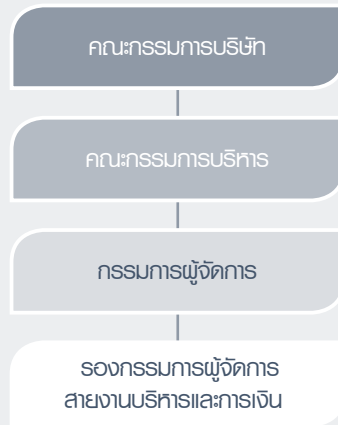 คณะกรรมการบริษัท
คณะกรรมการบริหาร
กรรมการผู้จัดการ
รองกรรมการผู้จัดการ
สายงานบริหารและการเงิน